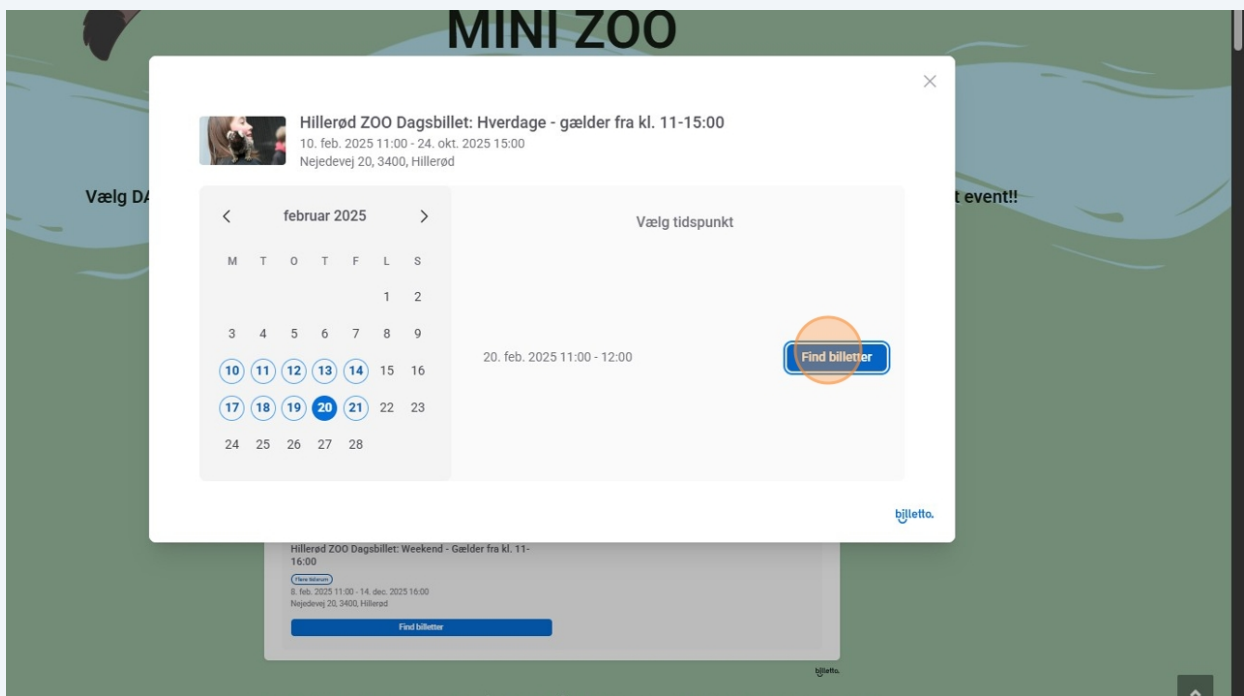 MINI ZOO
Hillerød ZOO Dagsbillet: Hverdage - gælder fra kl. 11-15:00
10. feb. 2025 11:00 - 24. okt. 2025 15:00
Nejedevej 20, 3400, Hillerød
Vælg
t event!!
februar 2025
Vælg tidspunkt
M T O T F L S
1 2
3 4 5 6 7 8 9
10 11 12 13 14 15 16
17 18 19 20 21 22 23
24 25 26 27 28
20. feb. 2025 11:00 - 12:00
Find billetter
billetto.
Hillerød ZOO Dagsbillet: Weekend - Gælder fra kl. 11-
16:00
Flere tidsrum
8. feb. 2025 11:00 - 14. dec. 2025 16:00
Nejedevej 20, 3400, Hillerød
Find billetter
billetto.